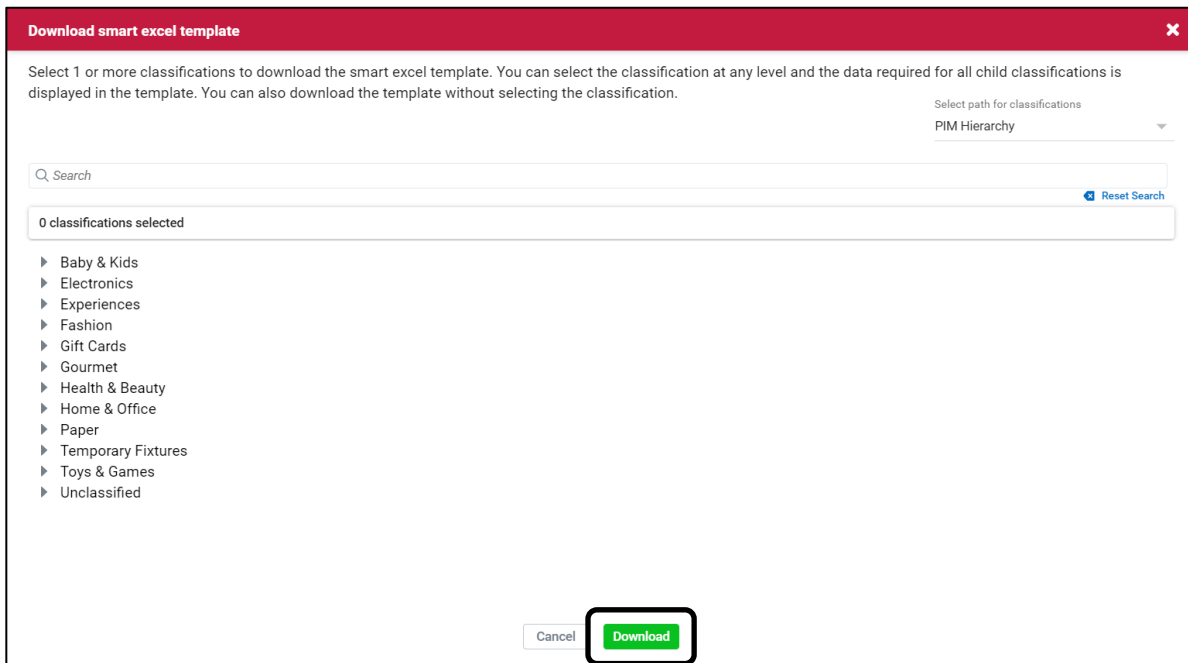 Download smart excel template
Select 1 or more classifications to download the smart excel template. You can select the classification at any level and the data required for all child classifications is
displayed in the template. You can also download the template without selecting the classification.
Select path for classifications
PIM Hierarchy
Search
Reset Search
0 classifications selected
Baby & Kids
Electronics
Experiences
Fashion
Gift Cards
Gourmet
Health & Beauty
Home & Office
Paper
Temporary Fixtures
Toys & Games
Unclassified
Cancel Download